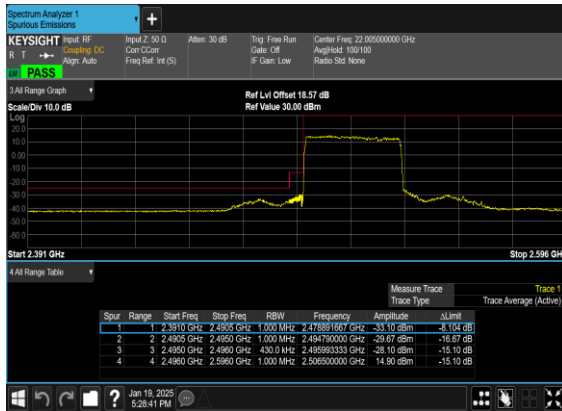 Spectrum Analyzer 1
Spurious Emissions
+
KEYSIGHT Input: RF Input Z: 50 Ω Atten: 30 dB Trig: Free Run Center Freq: 22.005000000 GHz
R T Coupling: DC Corr CCorr Gate: Off Avg|Hold: 100/100
Align: Auto Freq Ref: Int (S) IF Gain: Low Radio Std: None
PASS
3 All Range Graph
Ref Lvl Offset 18.57 dB
Scale/Div 10.0 dB Ref Value 30.00 dBm
Log
20.0
10.0
0.00
-10.0
-20.0
-30.0
-40.0
-50.0
-60.0
Start 2.391 GHz Stop 2.596 GH
4 All Range Table
Measure Trace Trace 1
Trace Type Trace Average (Active)
Spur Range Start Freq Stop Freq RBW Frequency Amplitude ΔLimit
1 1 2.3910 GHz 2.4905 GHz 1.000 MHz 2.478891667 GHz -33.10 dBm -8.104 dB
2 2 2.4905 GHz 2.4950 GHz 1.000 MHz 2.494790000 GHz -29.67 dBm -16.67 dB
3 3 2.4950 GHz 2.4960 GHz 430.0 kHz 2.495993333 GHz -28.10 dBm -15.10 dB
4 4 2.4960 GHz 2.5960 GHz 1.000 MHz 2.506500000 GHz 14.90 dBm -15.10 dB
? Jan 19, 2025
5:28:41 PM